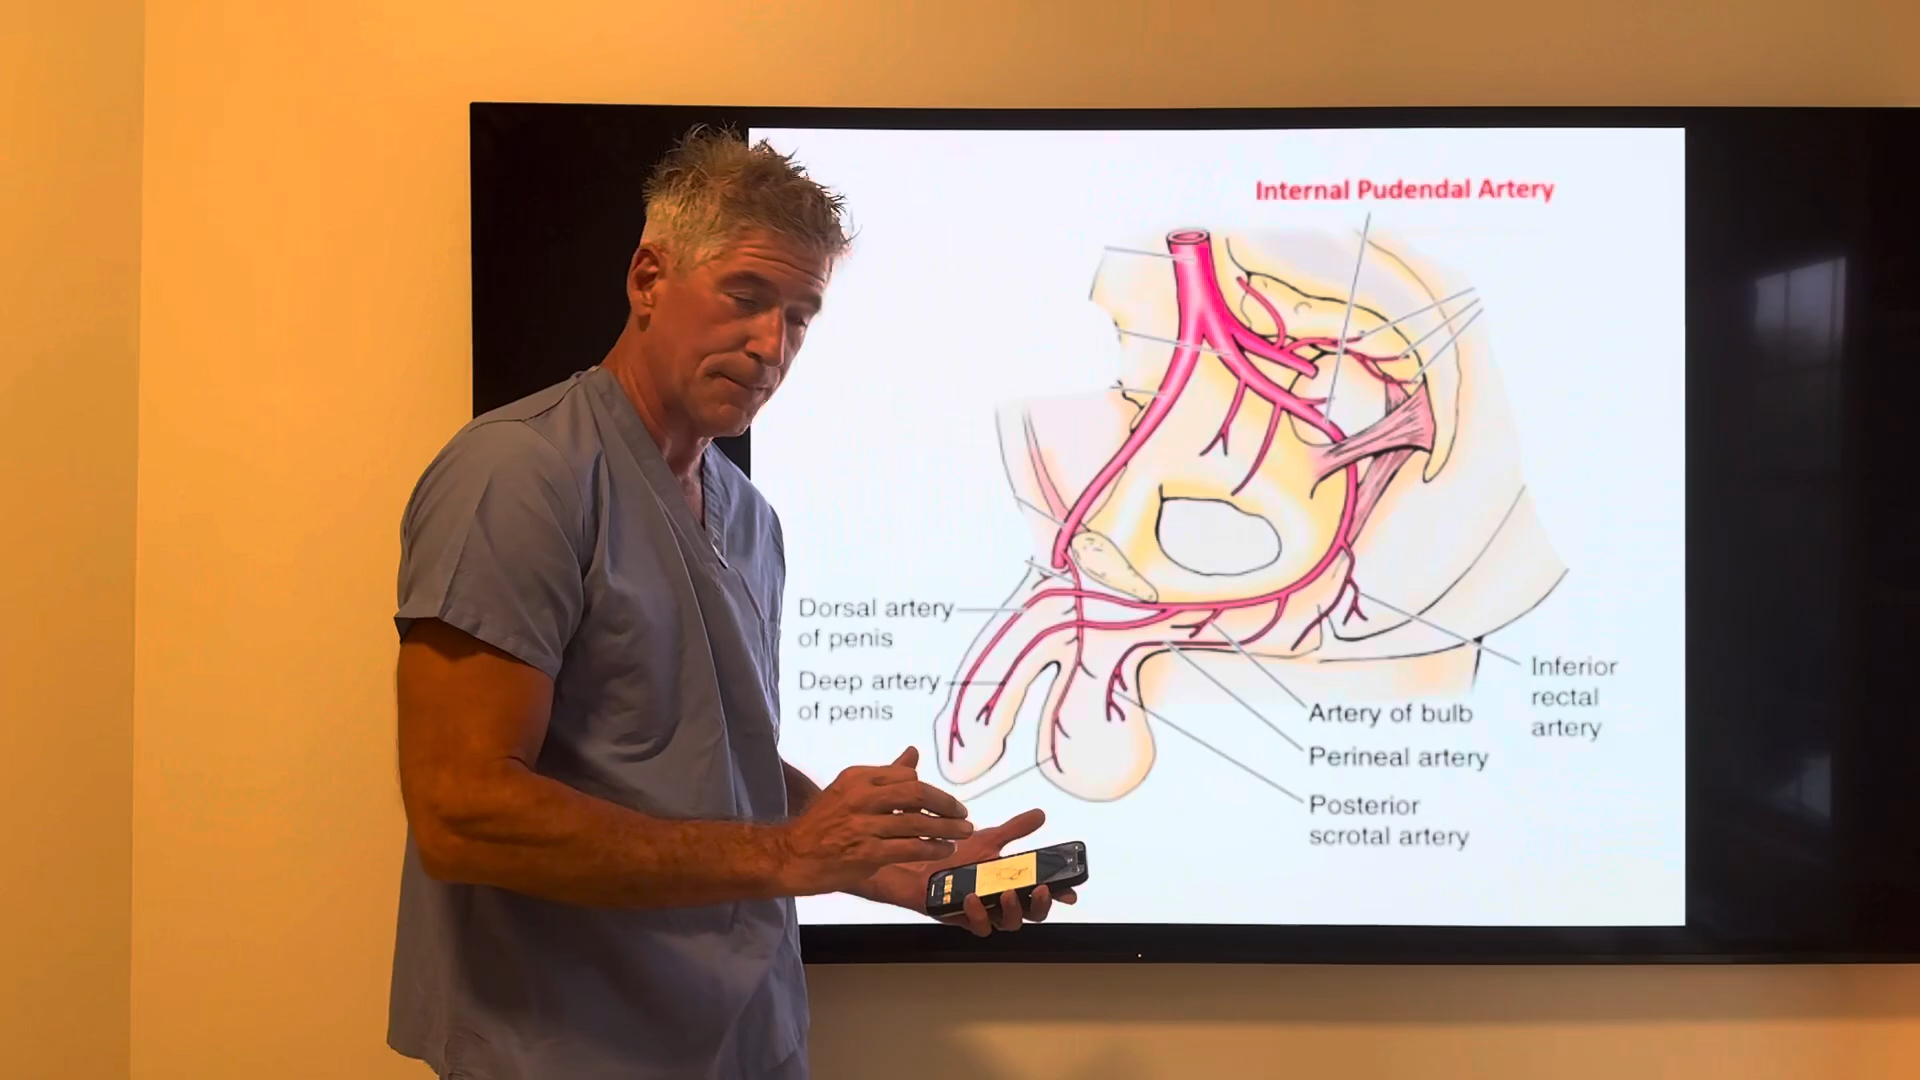 Internal Pudendal Artery
Dorsal artery
of penis
Deep artery
of penis
Inferior
rectal
artery
Artery of bulb
Perineal artery
Posterior
scrotal artery